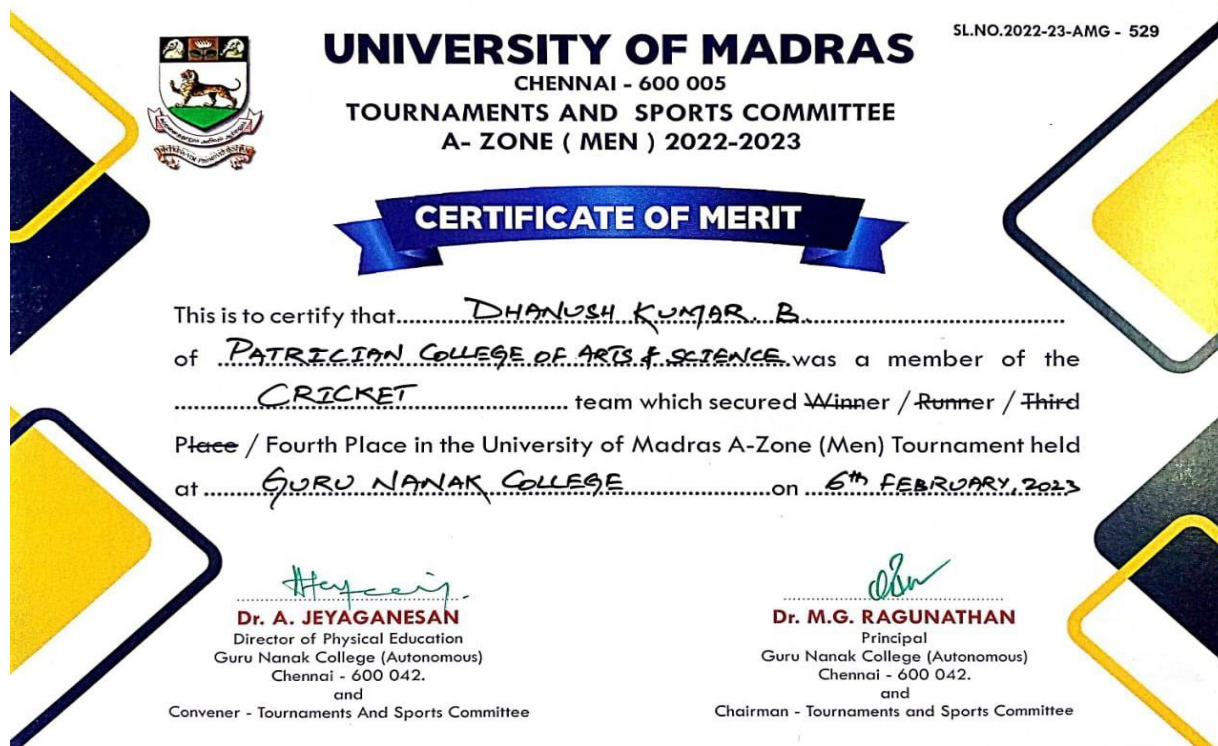 SL.NO.2022-23-AMG - 529
UNIVERSITY OF MADRAS
CHENNAI - 600 005
TOURNAMENTS AND SPORTS COMMITTEE
A- ZONE ( MEN ) 2022-2023
CERTIFICATE OF MERIT
This is to certify that DHANUSH KUMAR. B.
of PATRICIAN COLLEGE OF ARTS & SCIENCE was a member of the
CRICKET team which secured Winner / Runner / Third
Place / Fourth Place in the University of Madras A-Zone (Men) Tournament held
at GURU NANAK COLLEGE on 6th FEBRUARY, 2023
Dr. A. JEYAGANESAN
Director of Physical Education
Guru Nanak College (Autonomous)
Chennai - 600 042.
and
Convener - Tournaments And Sports Committee
Dr. M.G. RAGUNATHAN
Principal
Guru Nanak College (Autonomous)
Chennai - 600 042.
and
Chairman - Tournaments and Sports Committee